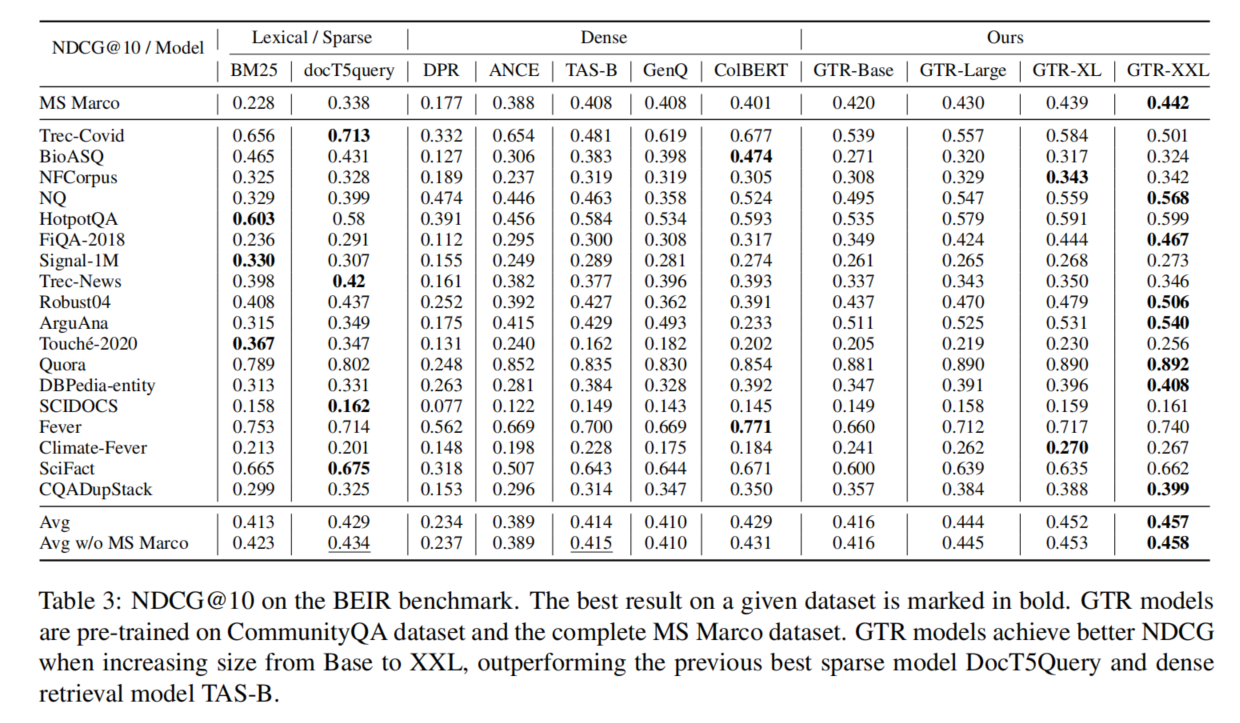 NDCG@10 / Model Lexical / Sparse Dense Ours
BM25 docT5query DPR ANCE TAS-B GenQ ColBERT GTR-Base GTR-Large GTR-XL GTR-XXL
MS Marco 0.228 0.338 0.177 0.388 0.408 0.408 0.401 0.420 0.430 0.439 0.442
Trec-Covid 0.656 0.713 0.332 0.654 0.481 0.619 0.677 0.539 0.557 0.584 0.501
BioASQ 0.465 0.431 0.127 0.306 0.383 0.398 0.474 0.271 0.320 0.317 0.324
NFCorpus 0.325 0.328 0.189 0.237 0.319 0.319 0.305 0.308 0.329 0.343 0.342
NQ 0.329 0.399 0.474 0.446 0.463 0.358 0.524 0.495 0.547 0.559 0.568
HotpotQA 0.603 0.58 0.391 0.456 0.584 0.534 0.593 0.535 0.579 0.591 0.599
FiQA-2018 0.236 0.291 0.112 0.295 0.300 0.308 0.317 0.349 0.424 0.444 0.467
Signal-1M 0.330 0.307 0.155 0.249 0.289 0.281 0.274 0.261 0.265 0.268 0.273
Trec-News 0.398 0.42 0.161 0.382 0.377 0.396 0.393 0.337 0.343 0.350 0.346
Robust04 0.408 0.437 0.252 0.392 0.427 0.362 0.391 0.437 0.470 0.479 0.506
ArguAna 0.315 0.349 0.175 0.415 0.429 0.493 0.233 0.511 0.525 0.531 0.540
Touché-2020 0.367 0.347 0.131 0.240 0.162 0.182 0.202 0.205 0.219 0.230 0.256
Quora 0.789 0.802 0.248 0.852 0.835 0.830 0.854 0.881 0.890 0.890 0.892
DBPedia-entity 0.313 0.331 0.263 0.281 0.384 0.328 0.392 0.347 0.391 0.396 0.408
SCIDOCS 0.158 0.162 0.077 0.122 0.149 0.143 0.145 0.149 0.158 0.159 0.161
Fever 0.753 0.714 0.562 0.669 0.700 0.669 0.771 0.660 0.712 0.717 0.740
Climate-Fever 0.213 0.201 0.148 0.198 0.228 0.175 0.184 0.241 0.262 0.270 0.267
SciFact 0.665 0.675 0.318 0.507 0.643 0.644 0.671 0.600 0.639 0.635 0.662
CQADupStack 0.299 0.325 0.153 0.296 0.314 0.347 0.350 0.357 0.384 0.388 0.399
Avg 0.413 0.429 0.234 0.389 0.414 0.410 0.429 0.416 0.444 0.452 0.457
Avg w/o MS Marco 0.423 0.434 0.237 0.389 0.415 0.410 0.431 0.416 0.445 0.453 0.458
Table 3: NDCG@10 on the BEIR benchmark. The best result on a given dataset is marked in bold. GTR models
are pre-trained on CommunityQA dataset and the complete MS Marco dataset. GTR models achieve better NDCG
when increasing size from Base to XXL, outperforming the previous best sparse model DocT5Query and dense
retrieval model TAS-B.